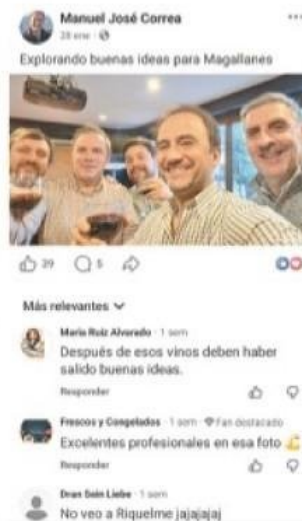 Manuel José Correa
28 ene
Explorando buenas ideas para Magallanes
39
5
Más relevantes
María Ruiz Alvarado · 1 sem
Después de esos vinos deben haber
salido buenas ideas.
Responder
Frescos y Congelados · 1 sem · Fan destacado
Excelentes profesionales en esa foto
Responder
Dran Sein Liebe · 1 sem
No veo a Riquelme jajajajaj